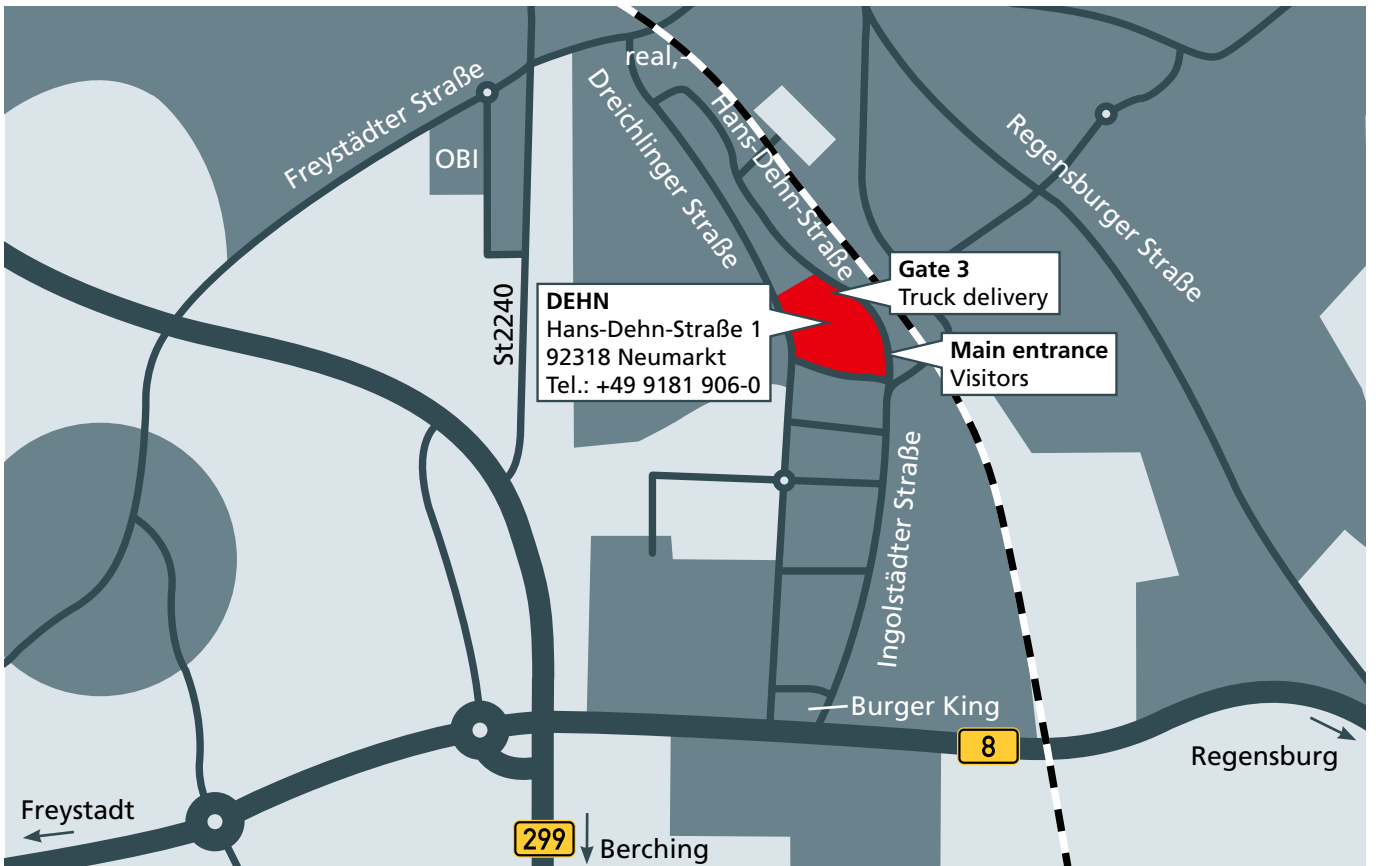 real,-
Freystädter Straße
OBI
Dreichlinger Straße
Hans-Dehn-Straße
Regensburger Straße
St2240
Gate 3
Truck delivery
DEHN
Hans-Dehn-Straße 1
92318 Neumarkt
Tel.: +49 9181 906-0
Main entrance
Visitors
Ingolstädter Straße
Burger King
8
Regensburg
Freystadt
299
Berching